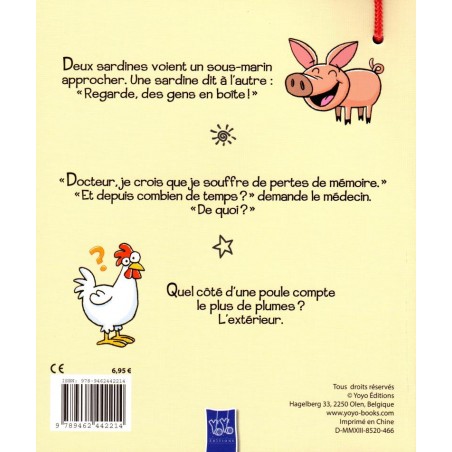 Deux sardines voient un sous-marin
approcher. Une sardine dit à l'autre :
« Regarde, des gens en boîte ! »
« Docteur, je crois que je souffre de pertes de mémoire. »
« Et depuis combien de temps ? » demande le médecin.
« De quoi ? »
?
Quel côté d'une poule compte
le plus de plumes ?
L'extérieur.
CE
6,95 €
ISBN: 978-9462442214
9 789462 442214
YoYo
Éditions
Tous droits réservés
© Yoyo Éditions
Hagelberg 33, 2250 Olen, Belgique
www.yoyo-books.com
Imprimé en Chine
D-MMXIII-8520-466